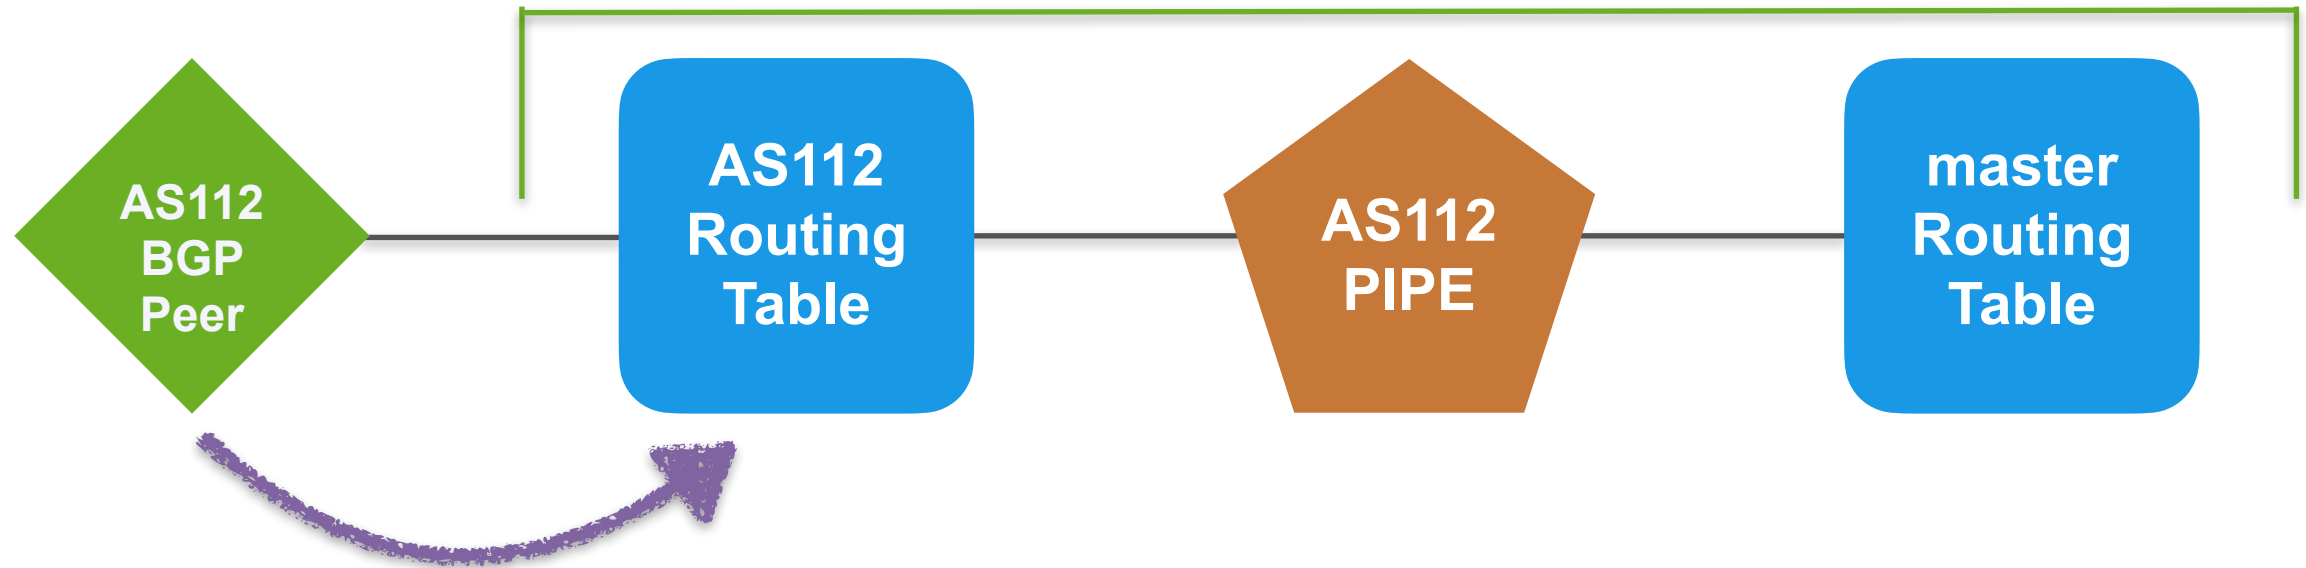 AS112
BGP
Peer
AS112
Routing
Table
AS112
PIPE
master
Routing
Table